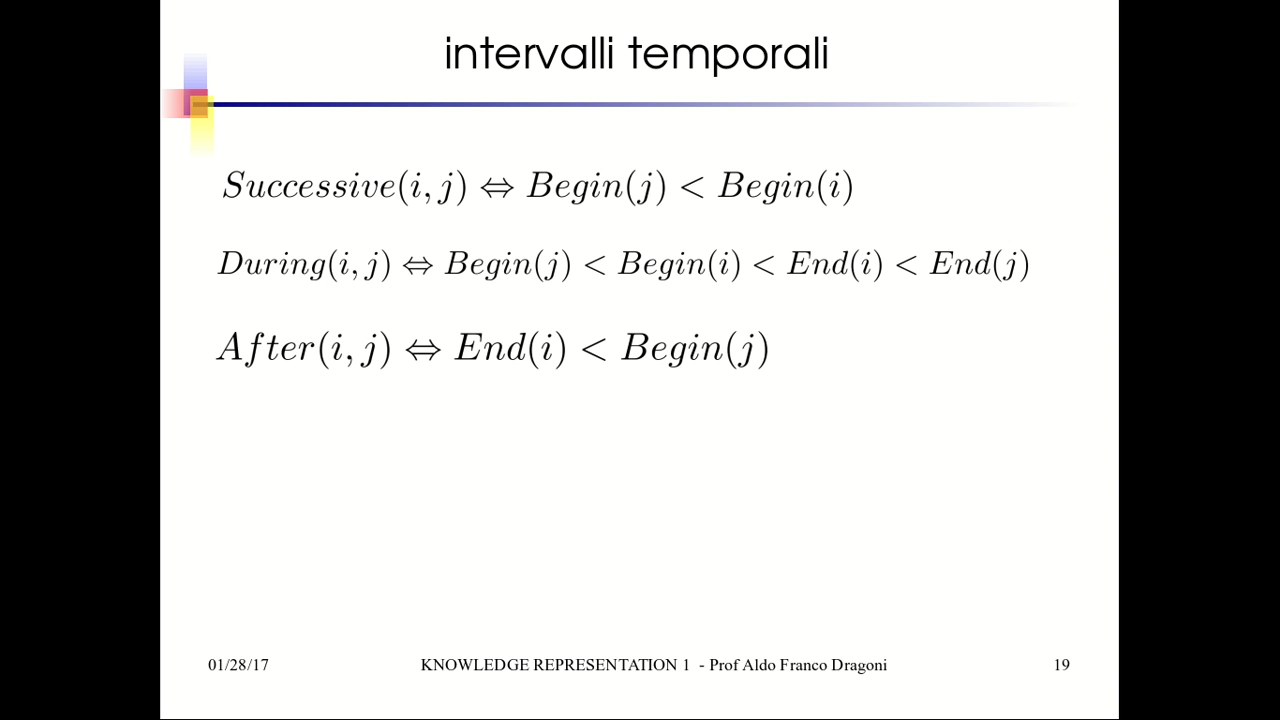 intervalli temporali
Successive(i, j) ⇔ Begin(j) < Begin(i)
During(i, j) ⇔ Begin(j) < Begin(i) < End(i) < End(j)
After(i, j) ⇔ End(i) < Begin(j)
01/28/17 KNOWLEDGE REPRESENTATION 1 - Prof Aldo Franco Dragoni 19